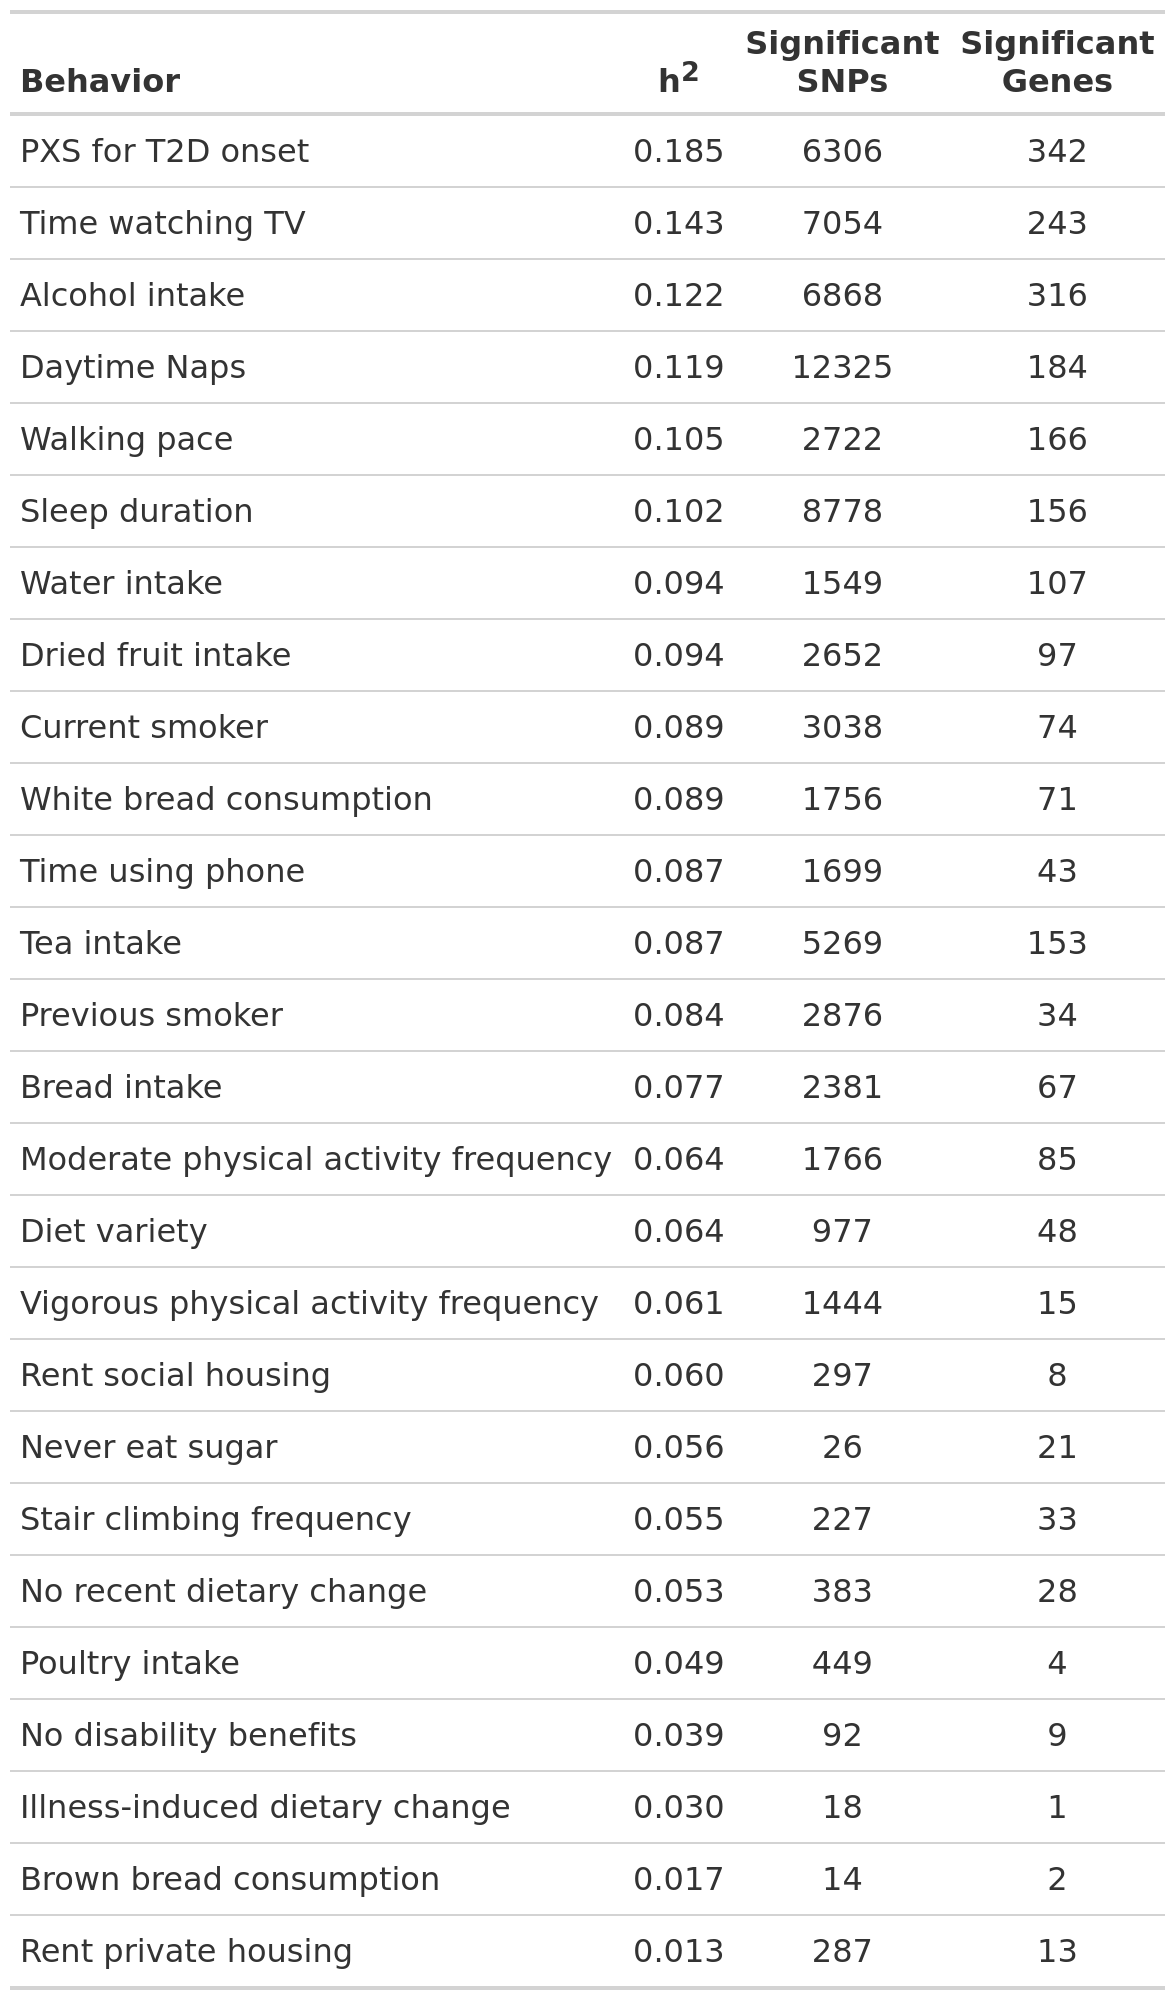 Behavior h² Significant SNPs Significant Genes
PXS for T2D onset 0.185 6306 342
Time watching TV 0.143 7054 243
Alcohol intake 0.122 6868 316
Daytime Naps 0.119 12325 184
Walking pace 0.105 2722 166
Sleep duration 0.102 8778 156
Water intake 0.094 1549 107
Dried fruit intake 0.094 2652 97
Current smoker 0.089 3038 74
White bread consumption 0.089 1756 71
Time using phone 0.087 1699 43
Tea intake 0.087 5269 153
Previous smoker 0.084 2876 34
Bread intake 0.077 2381 67
Moderate physical activity frequency 0.064 1766 85
Diet variety 0.064 977 48
Vigorous physical activity frequency 0.061 1444 15
Rent social housing 0.060 297 8
Never eat sugar 0.056 26 21
Stair climbing frequency 0.055 227 33
No recent dietary change 0.053 383 28
Poultry intake 0.049 449 4
No disability benefits 0.039 92 9
Illness-induced dietary change 0.030 18 1
Brown bread consumption 0.017 14 2
Rent private housing 0.013 287 13